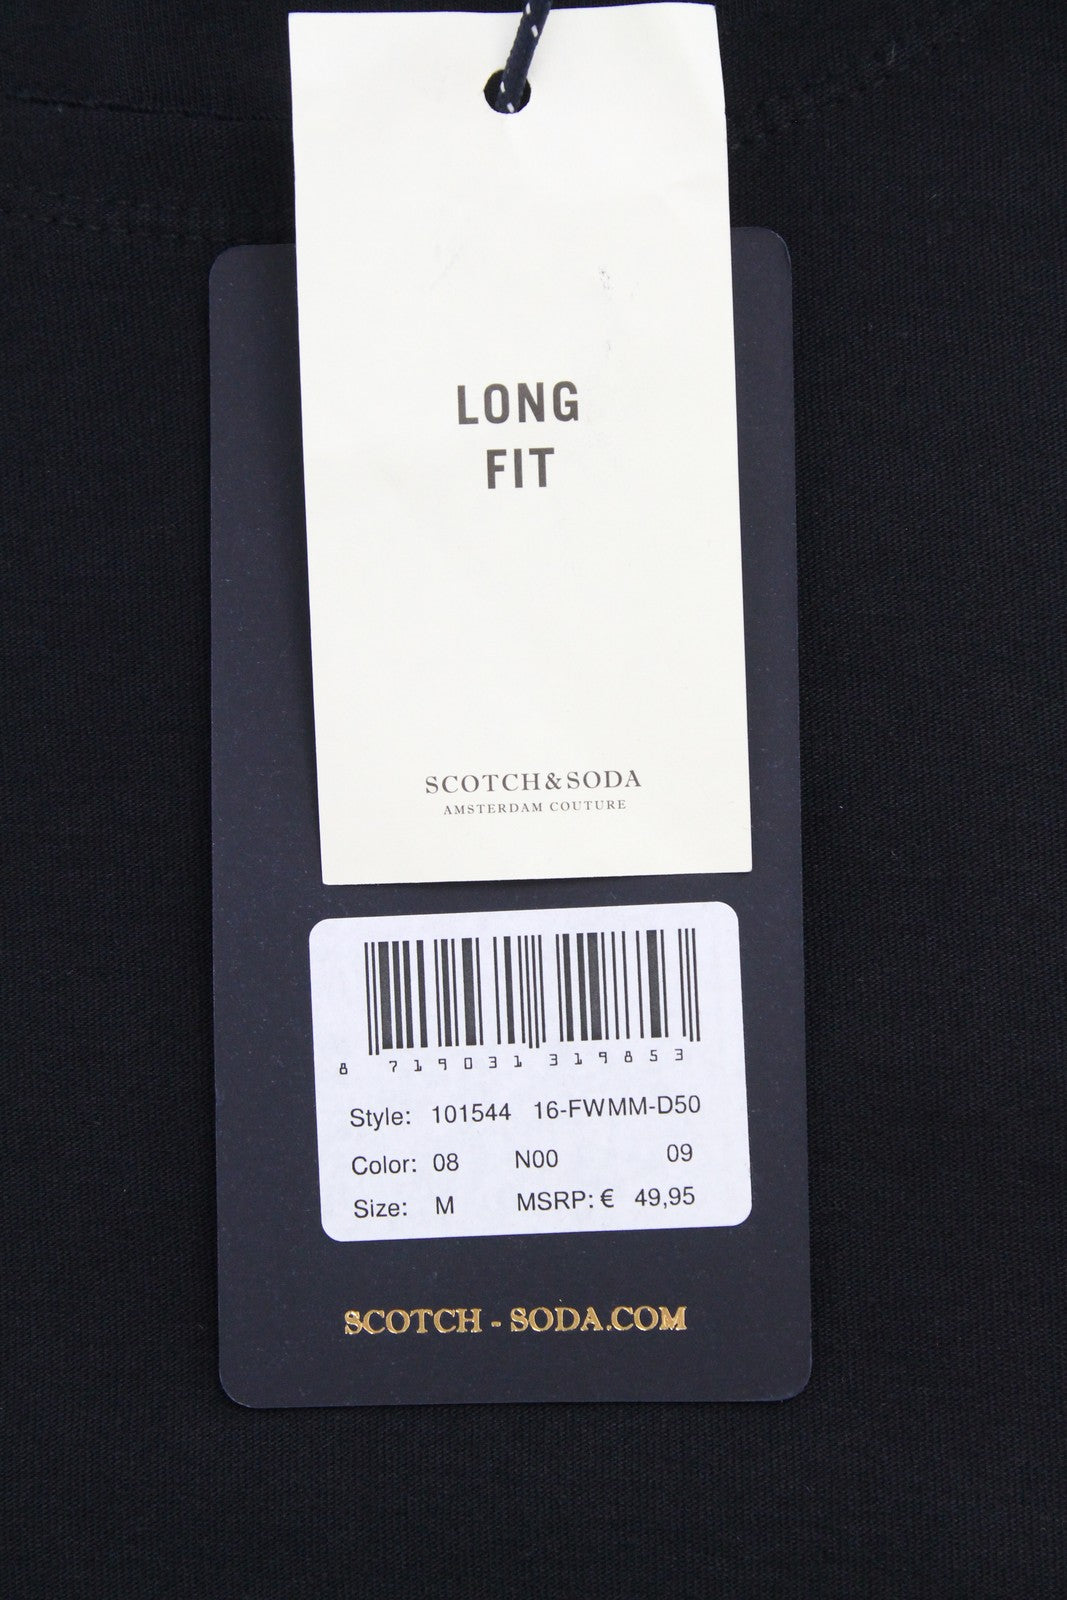 LONG
FIT
SCOTCH&SODA
AMSTERDAM COUTURE
8 719031 319853
Style: 101544 16-FWMM-D50
Color: 08 N00 09
Size: M MSRP: € 49,95
SCOTCH - SODA.COM